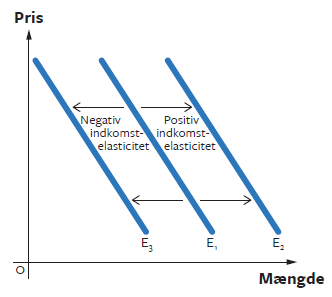 Pris
Negativ
indkomst-
elasticitet
Positiv
indkomst-
elasticitet
E₃
E₁
E₂
O
Mængde